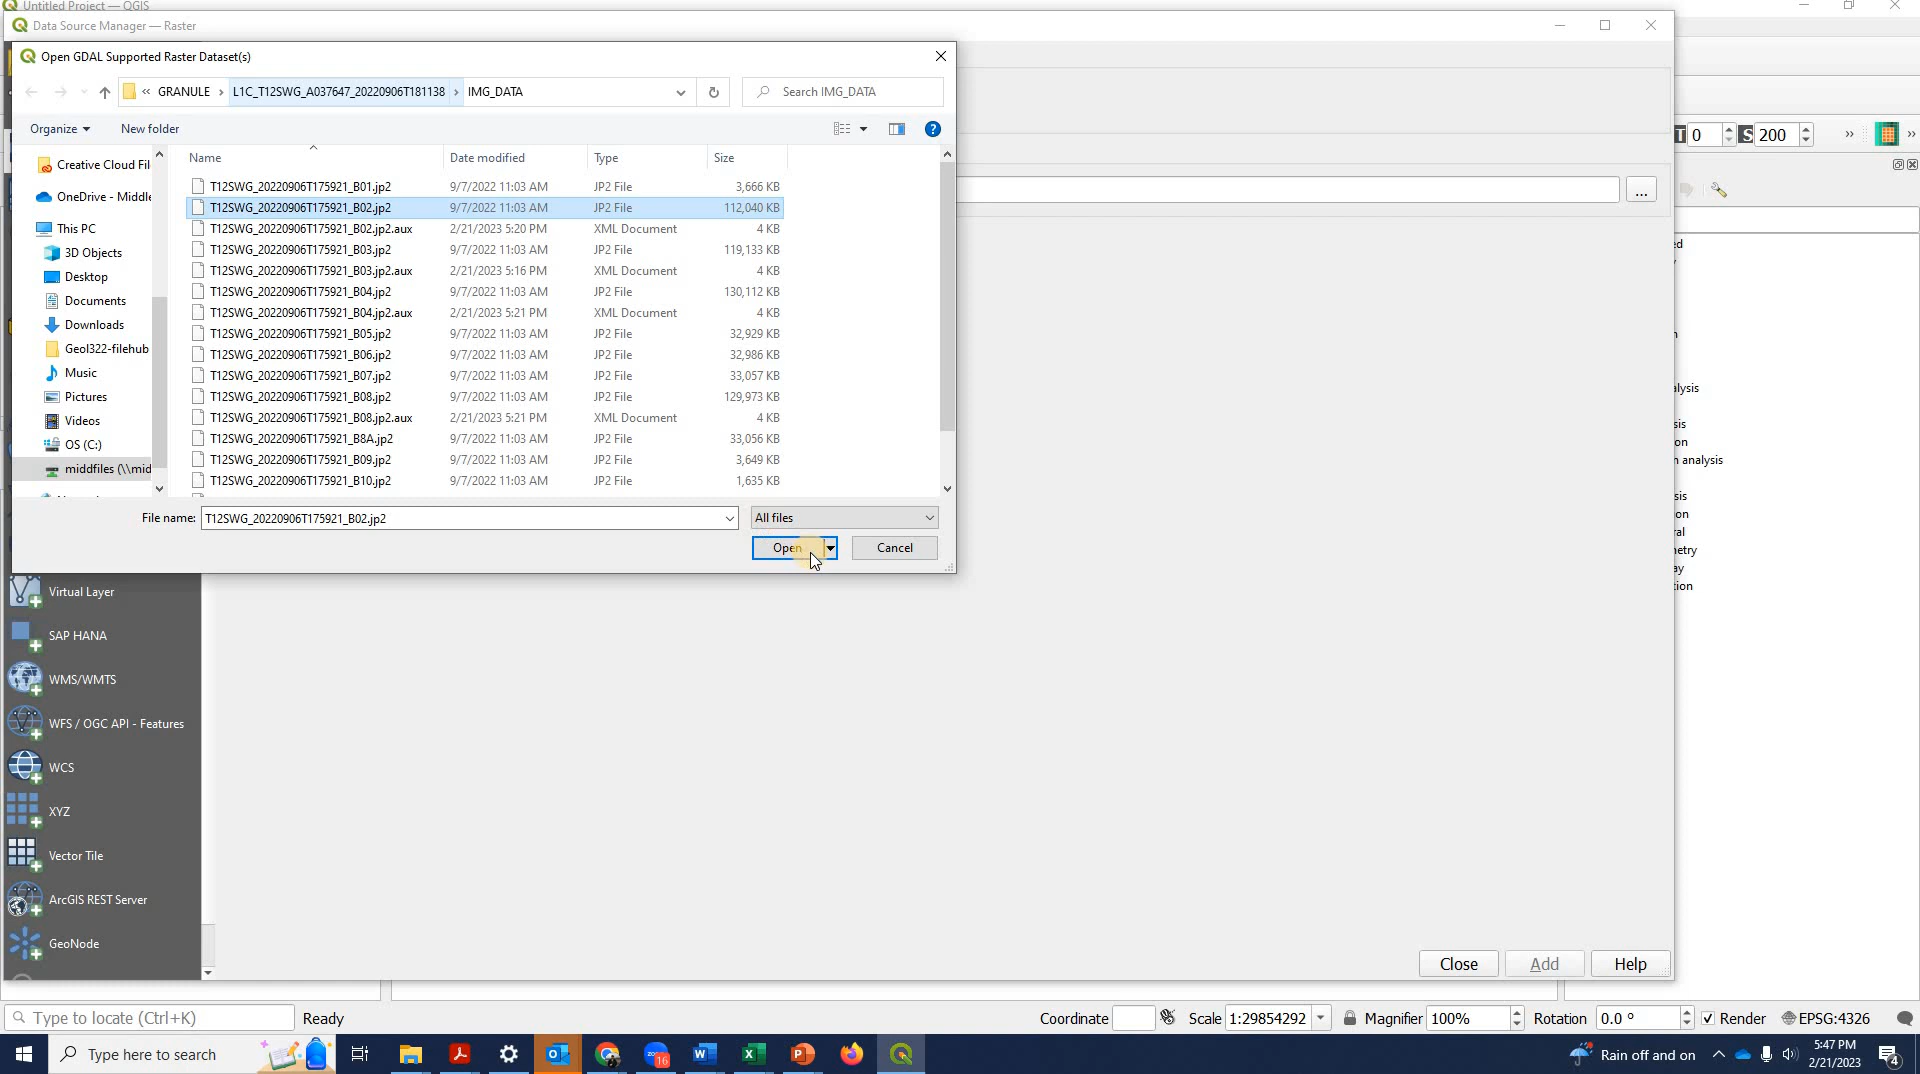 Untitled Project — QGIS
Data Source Manager — Raster
Open GDAL Supported Raster Dataset(s)
« GRANULE › L1C_T12SWG_A037647_20220906T181138 › IMG_DATA
Search IMG_DATA
Organize
New folder
Name Date modified Type Size
T12SWG_20220906T175921_B01.jp2 9/7/2022 11:03 AM JP2 File 3,666 KB
T12SWG_20220906T175921_B02.jp2 9/7/2022 11:03 AM JP2 File 112,040 KB
T12SWG_20220906T175921_B02.jp2.aux 2/21/2023 5:20 PM XML Document 4 KB
T12SWG_20220906T175921_B03.jp2 9/7/2022 11:03 AM JP2 File 119,133 KB
T12SWG_20220906T175921_B03.jp2.aux 2/21/2023 5:16 PM XML Document 4 KB
T12SWG_20220906T175921_B04.jp2 9/7/2022 11:03 AM JP2 File 130,112 KB
T12SWG_20220906T175921_B04.jp2.aux 2/21/2023 5:21 PM XML Document 4 KB
T12SWG_20220906T175921_B05.jp2 9/7/2022 11:03 AM JP2 File 32,929 KB
T12SWG_20220906T175921_B06.jp2 9/7/2022 11:03 AM JP2 File 32,986 KB
T12SWG_20220906T175921_B07.jp2 9/7/2022 11:03 AM JP2 File 33,057 KB
T12SWG_20220906T175921_B08.jp2 9/7/2022 11:03 AM JP2 File 129,973 KB
T12SWG_20220906T175921_B08.jp2.aux 2/21/2023 5:21 PM XML Document 4 KB
T12SWG_20220906T175921_B8A.jp2 9/7/2022 11:03 AM JP2 File 33,056 KB
T12SWG_20220906T175921_B09.jp2 9/7/2022 11:03 AM JP2 File 3,649 KB
T12SWG_20220906T175921_B10.jp2 9/7/2022 11:03 AM JP2 File 1,635 KB
Creative Cloud Fil
OneDrive - Middle
This PC
3D Objects
Desktop
Documents
Downloads
Geol322-filehub
Music
Pictures
Videos
OS (C:)
middfiles (\\mid
File name: T12SWG_20220906T175921_B02.jp2
All files
Open
Cancel
T 0 S 200 »
»
...
ed
alysis
sis
on
n analysis
sis
on
ral
netry
ay
tion
Virtual Layer
SAP HANA
WMS/WMTS
WFS / OGC API - Features
WCS
XYZ
Vector Tile
ArcGIS REST Server
GeoNode
Close Add Help
Type to locate (Ctrl+K) Ready Coordinate Scale 1:29854292 Magnifier 100% Rotation 0.0 ° Render EPSG:4326
Type here to search
16
Rain off and on
5:47 PM
2/21/2023
4